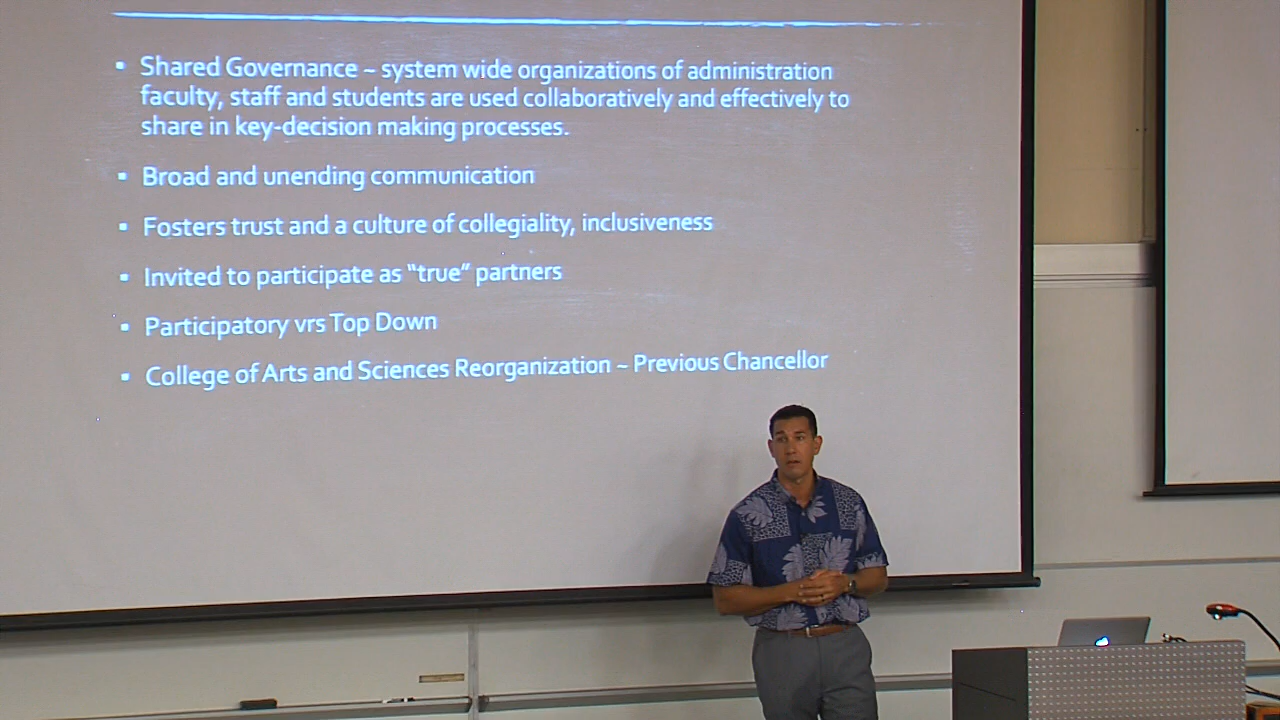 ▪ Shared Governance ~ system wide organizations of administration
faculty, staff and students are used collaboratively and effectively to
share in key-decision making processes.
▪ Broad and unending communication
▪ Fosters trust and a culture of collegiality, inclusiveness
▪ Invited to participate as “true” partners
▪ Participatory vrs Top Down
▪ College of Arts and Sciences Reorganization ~ Previous Chancellor